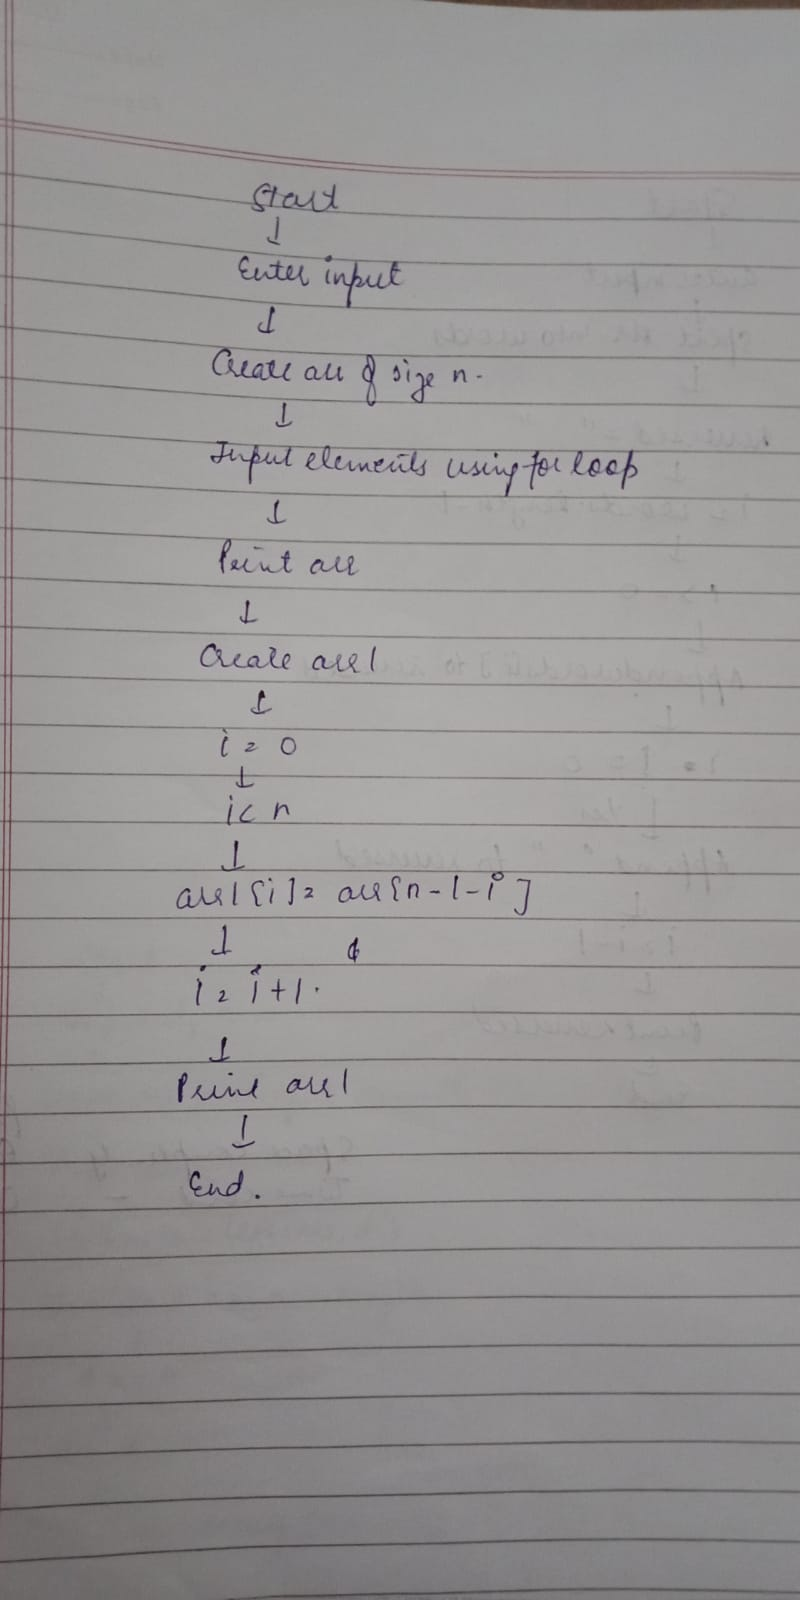 Start
↓
Enter input
↓
Create arr of size n.
↓
Input elements using for loop
↓
Print arr
↓
Create arr1
↓
i = 0
↓
i < n
↓
arr1[i] = arr[n-1-i]
↓
i = i+1.
↓
Print arr1
↓
End.